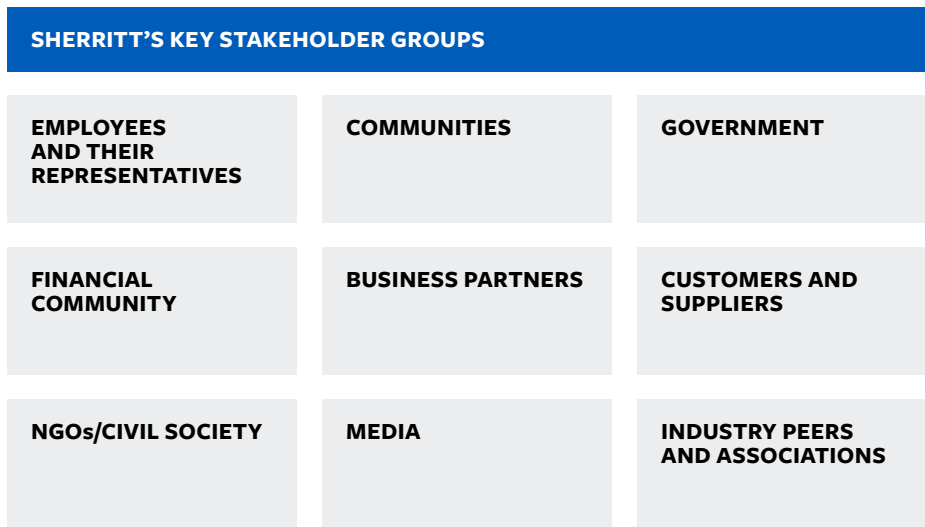 SHERRITT’S KEY STAKEHOLDER GROUPS
EMPLOYEES
AND THEIR
REPRESENTATIVES
COMMUNITIES
GOVERNMENT
FINANCIAL
COMMUNITY
BUSINESS PARTNERS
CUSTOMERS AND
SUPPLIERS
NGOs/CIVIL SOCIETY
MEDIA
INDUSTRY PEERS
AND ASSOCIATIONS